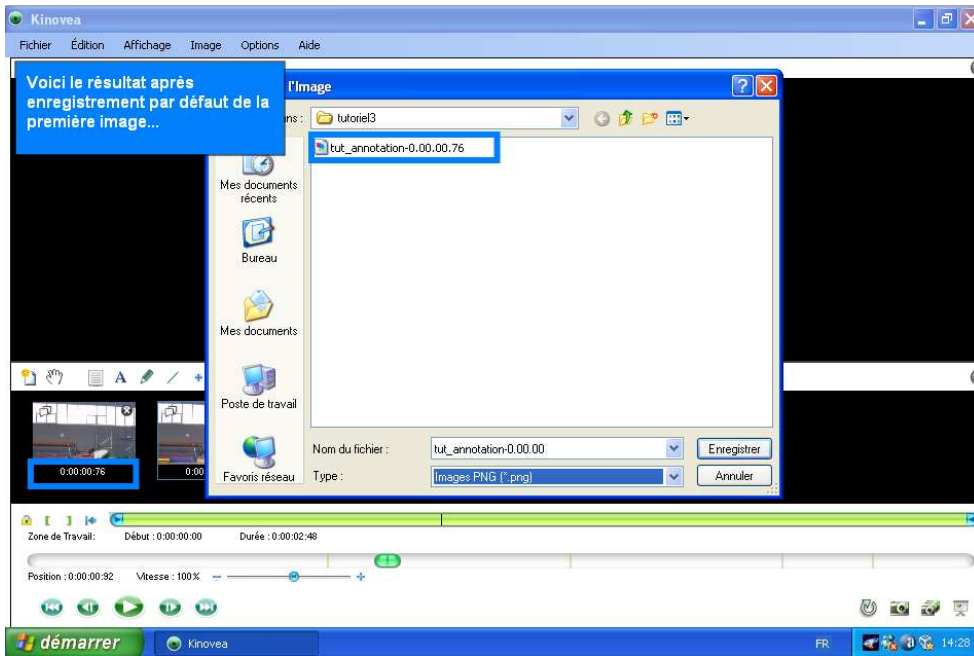 Kinovea
Fichier Édition Affichage Image Options Aide
Voici le résultat après
enregistrement par défaut de la
première image...
l'Image
ns :
tutoriel3
tut_annotation-0.00.00.76
Mes documents
récents
Bureau
Mes documents
Poste de travail
Favoris réseau
Nom du fichier : tut_annotation-0.00.00 Enregistrer
Type : Images PNG (*.png) Annuler
A
0:00:00:76
0:00
Zone de Travail: Début : 0:00:00:00 Durée : 0:00:02:48
Position : 0:00:00:92 Vitesse : 100%
démarrer
Kinovea
FR
14:28